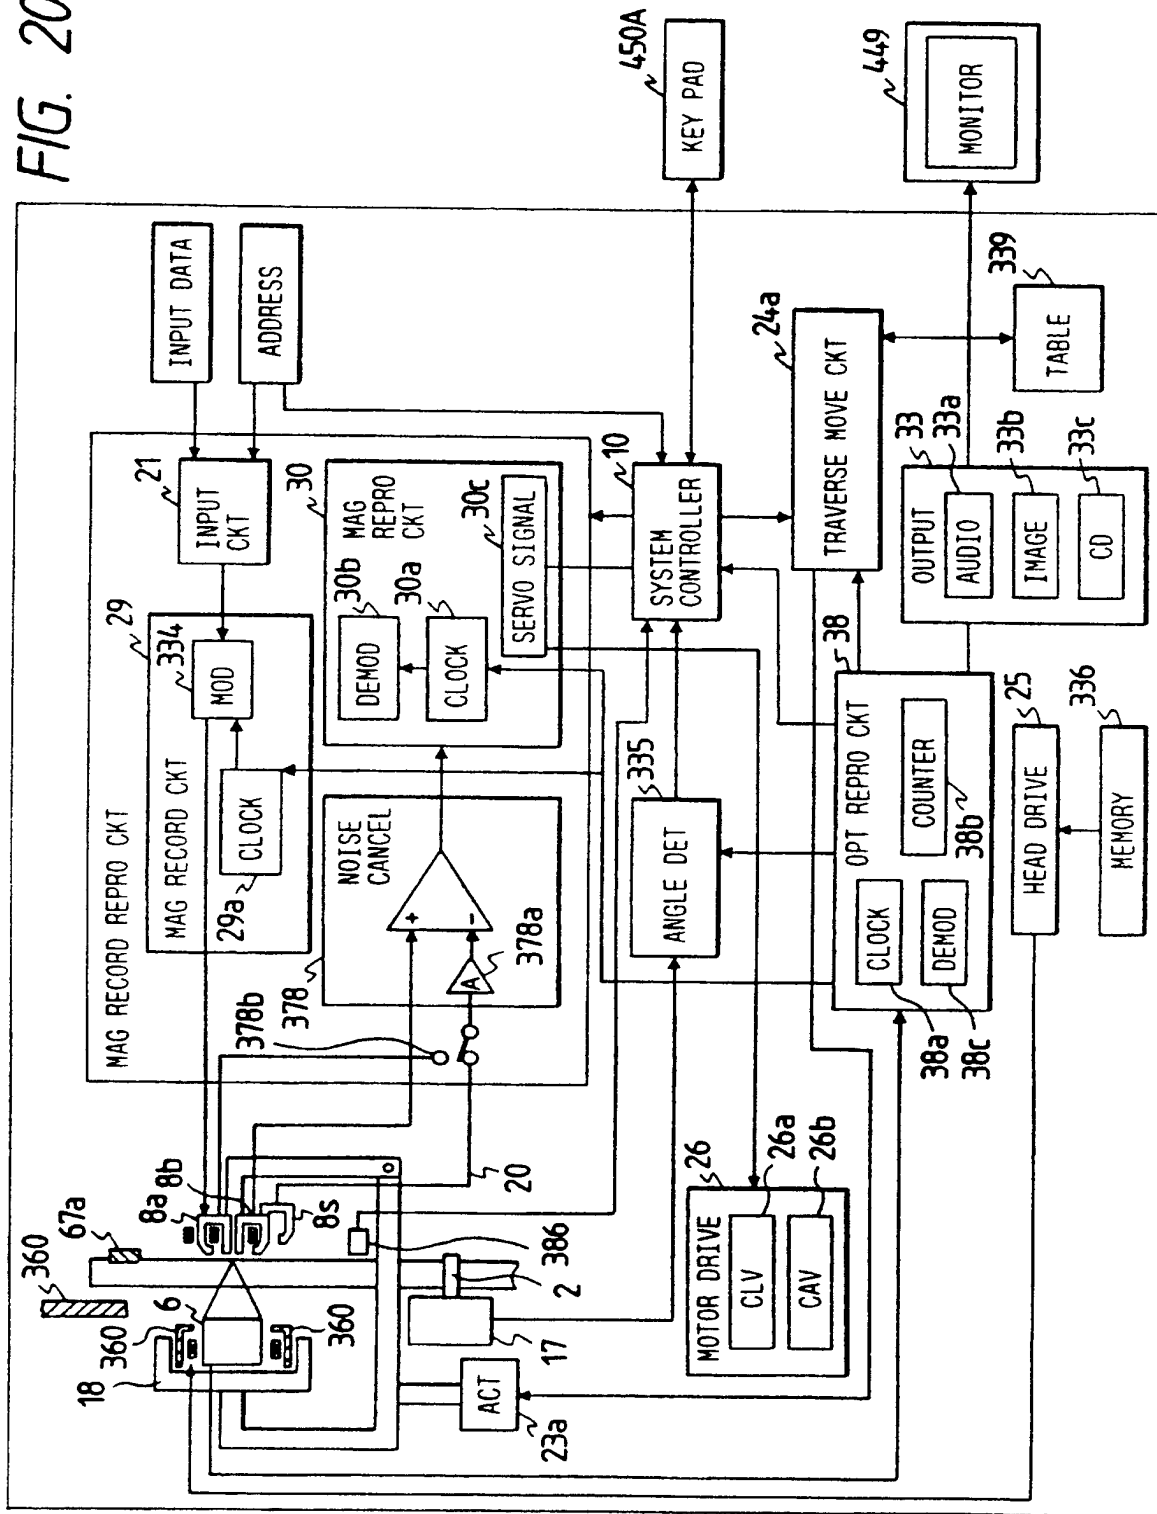 FIG. 20
MAG RECORD REPRO CKT
MAG RECORD CKT
29
334
MOD
CLOCK
29a
21
INPUT
CKT
INPUT DATA
ADDRESS
378
NOISE
CANCEL
+
-
A
378a
378b
30
MAG
REPRO
CKT
30b
DEMOD
30a
CLOCK
30c
SERVO SIGNAL
10
SYSTEM
CONTROLLER
450A
KEY PAD
449
MONITOR
360
67a
8a
8b
8s
6
360
360
18
20
386
2
17
ACT
23a
335
ANGLE DET
24a
TRAVERSE MOVE CKT
339
TABLE
26
MOTOR DRIVE
26a
CLV
26b
CAV
38
OPT REPRO CKT
CLOCK
38a
COUNTER
38b
DEMOD
38c
33
OUTPUT
33a
AUDIO
33b
IMAGE
33c
CD
25
HEAD DRIVE
336
MEMORY